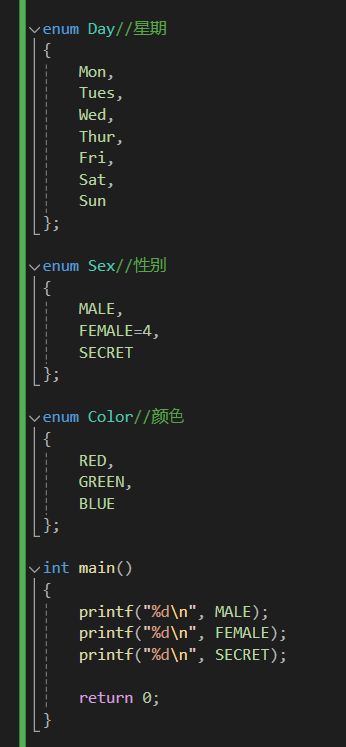 enum Day//星期
{
Mon,
Tues,
Wed,
Thur,
Fri,
Sat,
Sun
};
enum Sex//性别
{
MALE,
FEMALE=4,
SECRET
};
enum Color//颜色
{
RED,
GREEN,
BLUE
};
int main()
{
printf("%d\n", MALE);
printf("%d\n", FEMALE);
printf("%d\n", SECRET);
return 0;
}